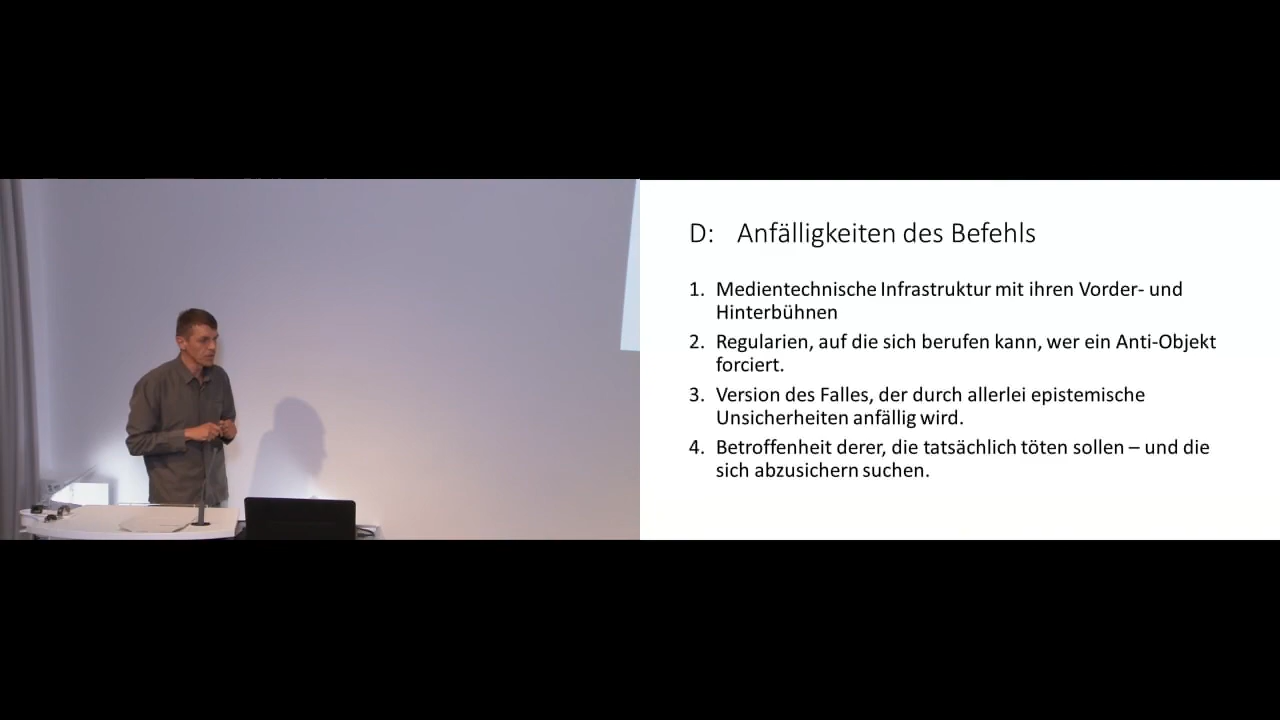 D: Anfälligkeiten des Befehls
1. Medientechnische Infrastruktur mit ihren Vorder- und
Hinterbühnen
2. Regularien, auf die sich berufen kann, wer ein Anti-Objekt
forciert.
3. Version des Falles, der durch allerlei epistemische
Unsicherheiten anfällig wird.
4. Betroffenheit derer, die tatsächlich töten sollen – und die
sich abzusichern suchen.